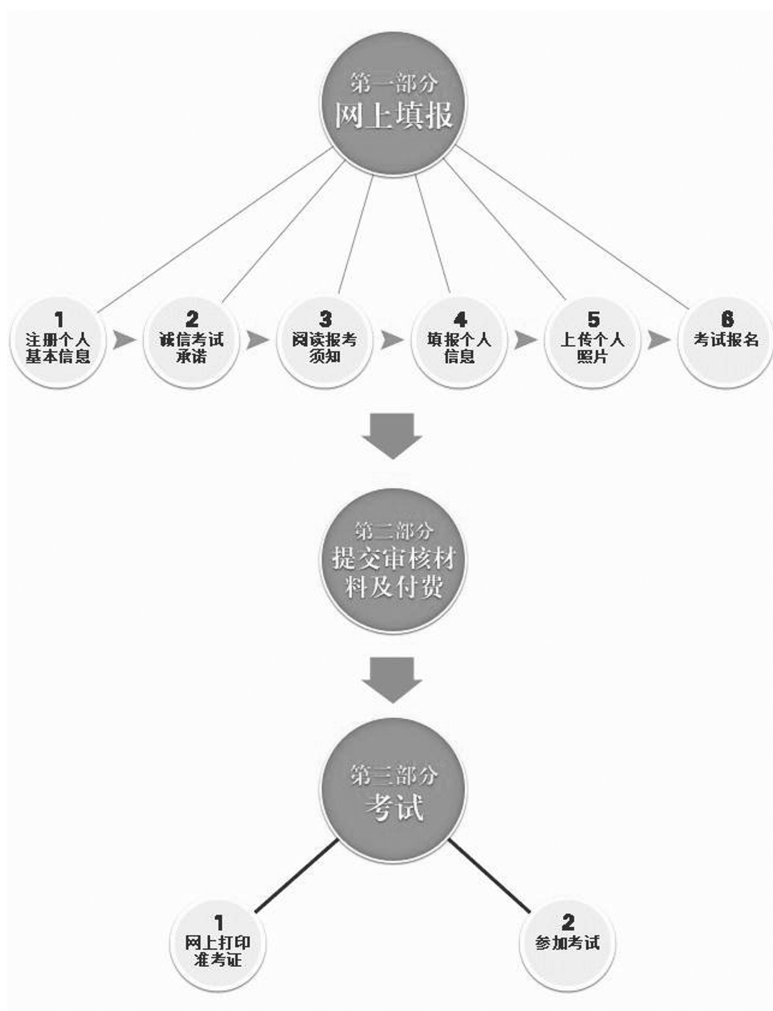 第一部分
网上填报
1
注册个人
基本信息
2
诚信考试
承诺
3
阅读报考
须知
4
填报个人
信息
5
上传个人
照片
6
考试报名
第二部分
提交审核材
料及付费
第三部分
考试
1
网上打印
准考证
2
参加考试